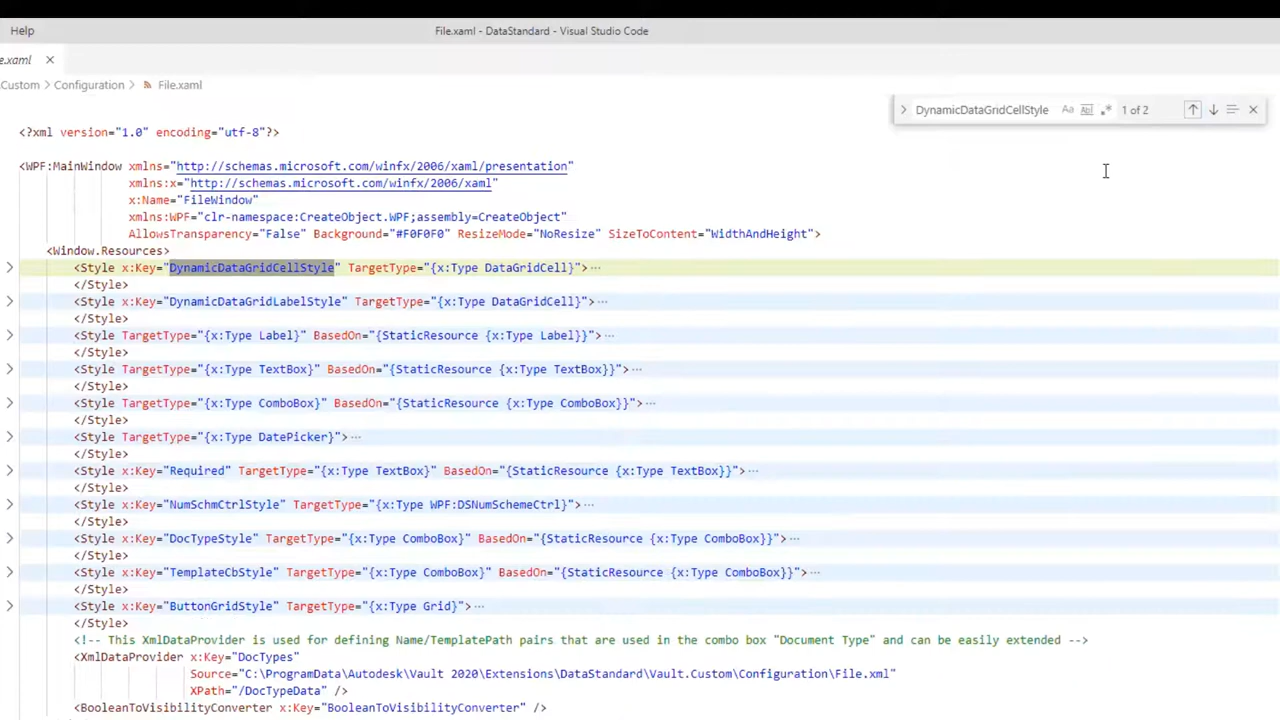 Help
File.xaml - DataStandard - Visual Studio Code
e.xaml
Custom > Configuration > File.xaml
DynamicDataGridCellStyle Aa Abl .* 1 of 2
<?xml version="1.0" encoding="utf-8"?>
<WPF:MainWindow xmlns="http://schemas.microsoft.com/winfx/2006/xaml/presentation"
xmlns:x="http://schemas.microsoft.com/winfx/2006/xaml"
x:Name="FileWindow"
xmlns:WPF="clr-namespace:CreateObject.WPF;assembly=CreateObject"
AllowsTransparency="False" Background="#F0F0F0" ResizeMode="NoResize" SizeToContent="WidthAndHeight">
<Window.Resources>
<Style x:Key="DynamicDataGridCellStyle" TargetType="{x:Type DataGridCell}">···
</Style>
<Style x:Key="DynamicDataGridLabelStyle" TargetType="{x:Type DataGridCell}">···
</Style>
<Style TargetType="{x:Type Label}" BasedOn="{StaticResource {x:Type Label}}">···
</Style>
<Style TargetType="{x:Type TextBox}" BasedOn="{StaticResource {x:Type TextBox}}">···
</Style>
<Style TargetType="{x:Type ComboBox}" BasedOn="{StaticResource {x:Type ComboBox}}">···
</Style>
<Style TargetType="{x:Type DatePicker}">···
</Style>
<Style x:Key="Required" TargetType="{x:Type TextBox}" BasedOn="{StaticResource {x:Type TextBox}}">···
</Style>
<Style x:Key="NumSchmCtrlStyle" TargetType="{x:Type WPF:DSNumSchemeCtrl}">···
</Style>
<Style x:Key="DocTypeStyle" TargetType="{x:Type ComboBox}" BasedOn="{StaticResource {x:Type ComboBox}}">···
</Style>
<Style x:Key="TemplateCbStyle" TargetType="{x:Type ComboBox}" BasedOn="{StaticResource {x:Type ComboBox}}">···
</Style>
<Style x:Key="ButtonGridStyle" TargetType="{x:Type Grid}">···
</Style>
<!-- This XmlDataProvider is used for defining Name/TemplatePath pairs that are used in the combo box "Document Type" and can be easily extended -->
<XmlDataProvider x:Key="DocTypes"
Source="C:\ProgramData\Autodesk\Vault 2020\Extensions\DataStandard\Vault.Custom\Configuration\File.xml"
XPath="/DocTypeData" />
<BooleanToVisibilityConverter x:Key="BooleanToVisibilityConverter" />